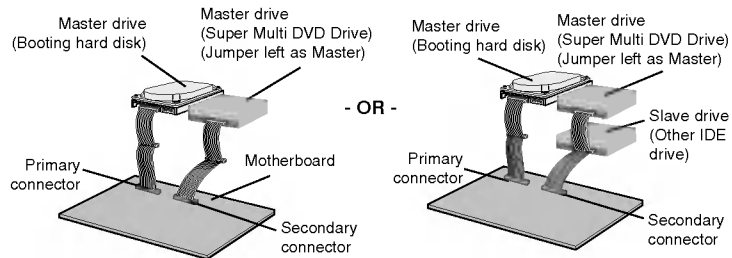 Master drive
(Booting hard disk)
Master drive
(Super Multi DVD Drive)
(Jumper left as Master)
Primary
connector
Motherboard
Secondary
connector
- OR -
Master drive
(Booting hard disk)
Master drive
(Super Multi DVD Drive)
(Jumper left as Master)
Slave drive
(Other IDE
drive)
Primary
connector
Secondary
connector